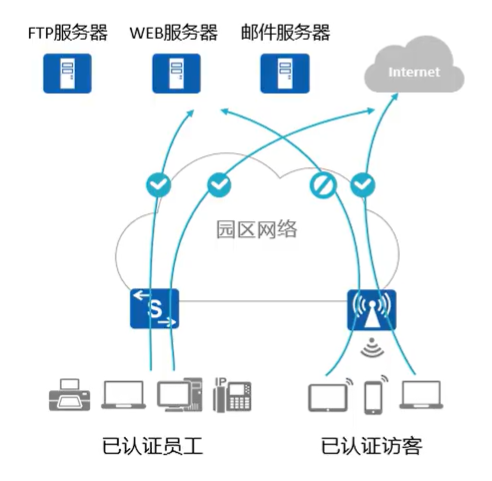 FTP服务器 WEB服务器 邮件服务器
Internet
园区网络
S
IP
已认证员工 已认证访客